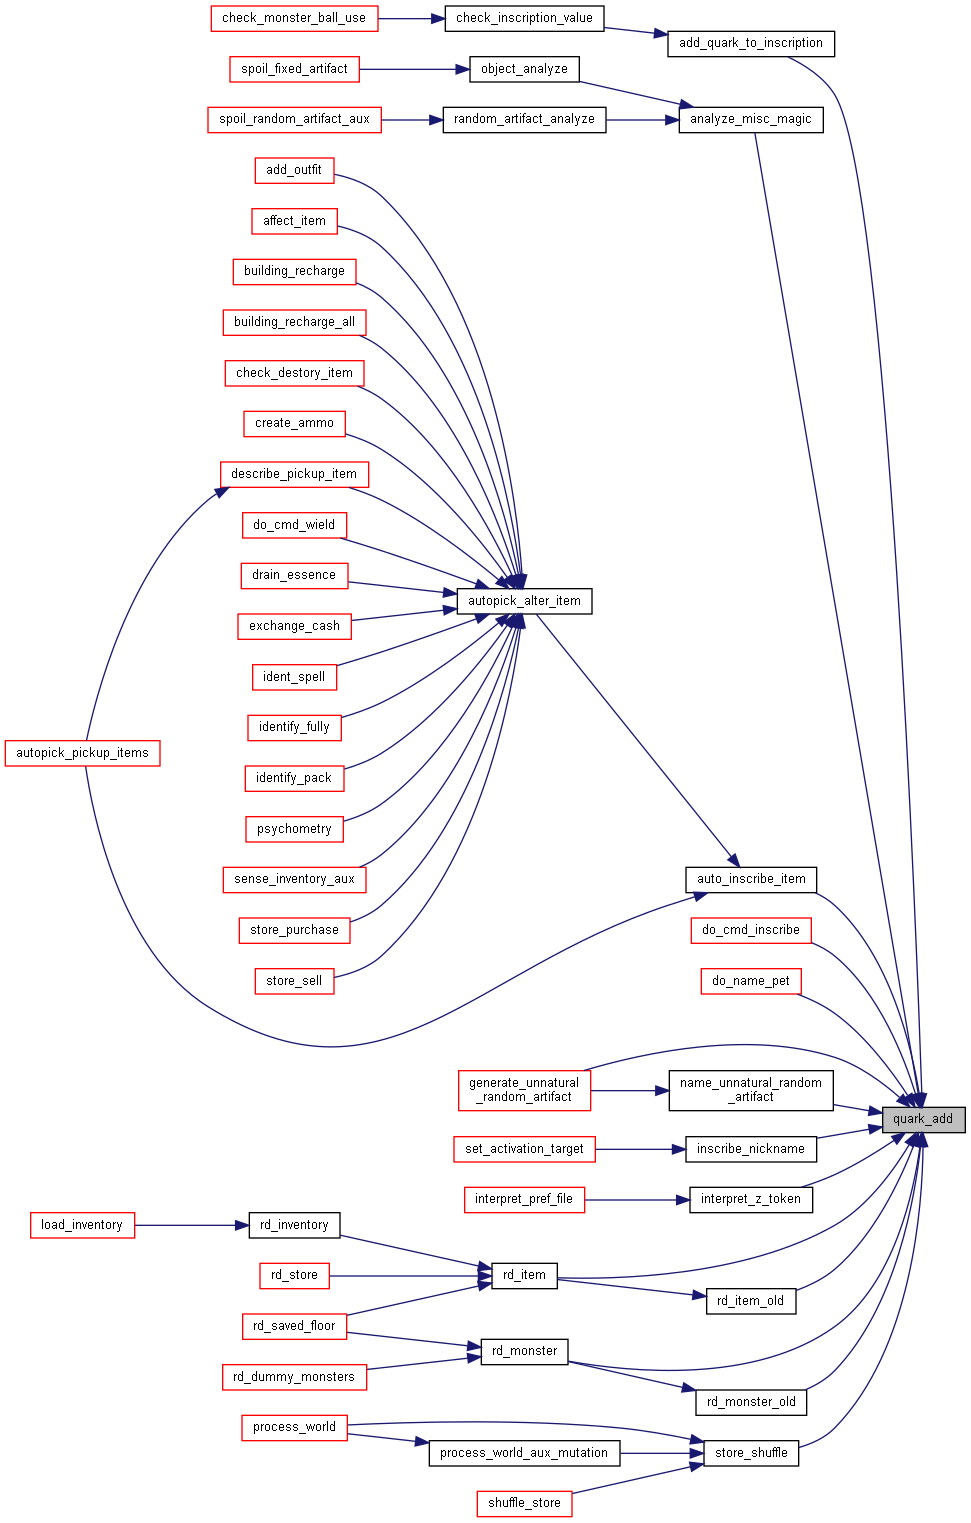 check_monster_ball_use
check_inscription_value
add_quark_to_inscription
spoil_fixed_artifact
object_analyze
spoil_random_artifact_aux
random_artifact_analyze
analyze_misc_magic
add_outfit
affect_item
building_recharge
building_recharge_all
check_destory_item
create_ammo
describe_pickup_item
do_cmd_wield
drain_essence
autopick_alter_item
exchange_cash
ident_spell
identify_fully
autopick_pickup_items
identify_pack
psychometry
sense_inventory_aux
auto_inscribe_item
store_purchase
do_cmd_inscribe
store_sell
do_name_pet
generate_unnatural
_random_artifact
name_unnatural_random
_artifact
quark_add
set_activation_target
inscribe_nickname
interpret_pref_file
interpret_z_token
load_inventory
rd_inventory
rd_store
rd_item
rd_item_old
rd_saved_floor
rd_monster
rd_dummy_monsters
rd_monster_old
process_world
process_world_aux_mutation
store_shuffle
shuffle_store